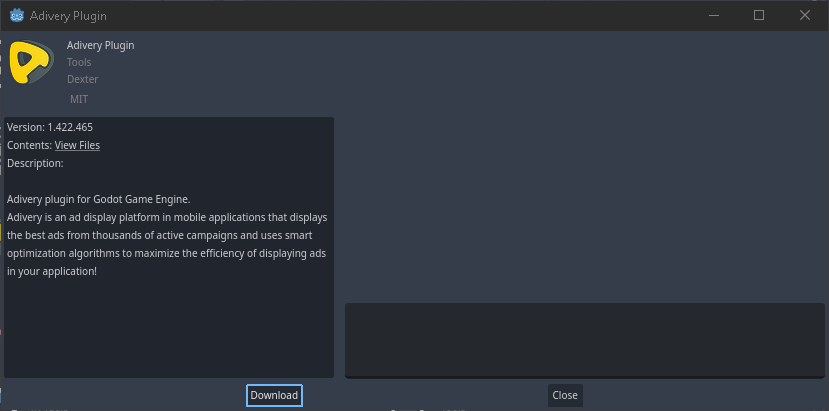 Adivery Plugin
Adivery Plugin
Tools
Dexter
MIT
Version: 1.422.465
Contents: View Files
Description:
Adivery plugin for Godot Game Engine.
Adivery is an ad display platform in mobile applications that displays
the best ads from thousands of active campaigns and uses smart
optimization algorithms to maximize the efficiency of displaying ads
in your application!
Download
Close